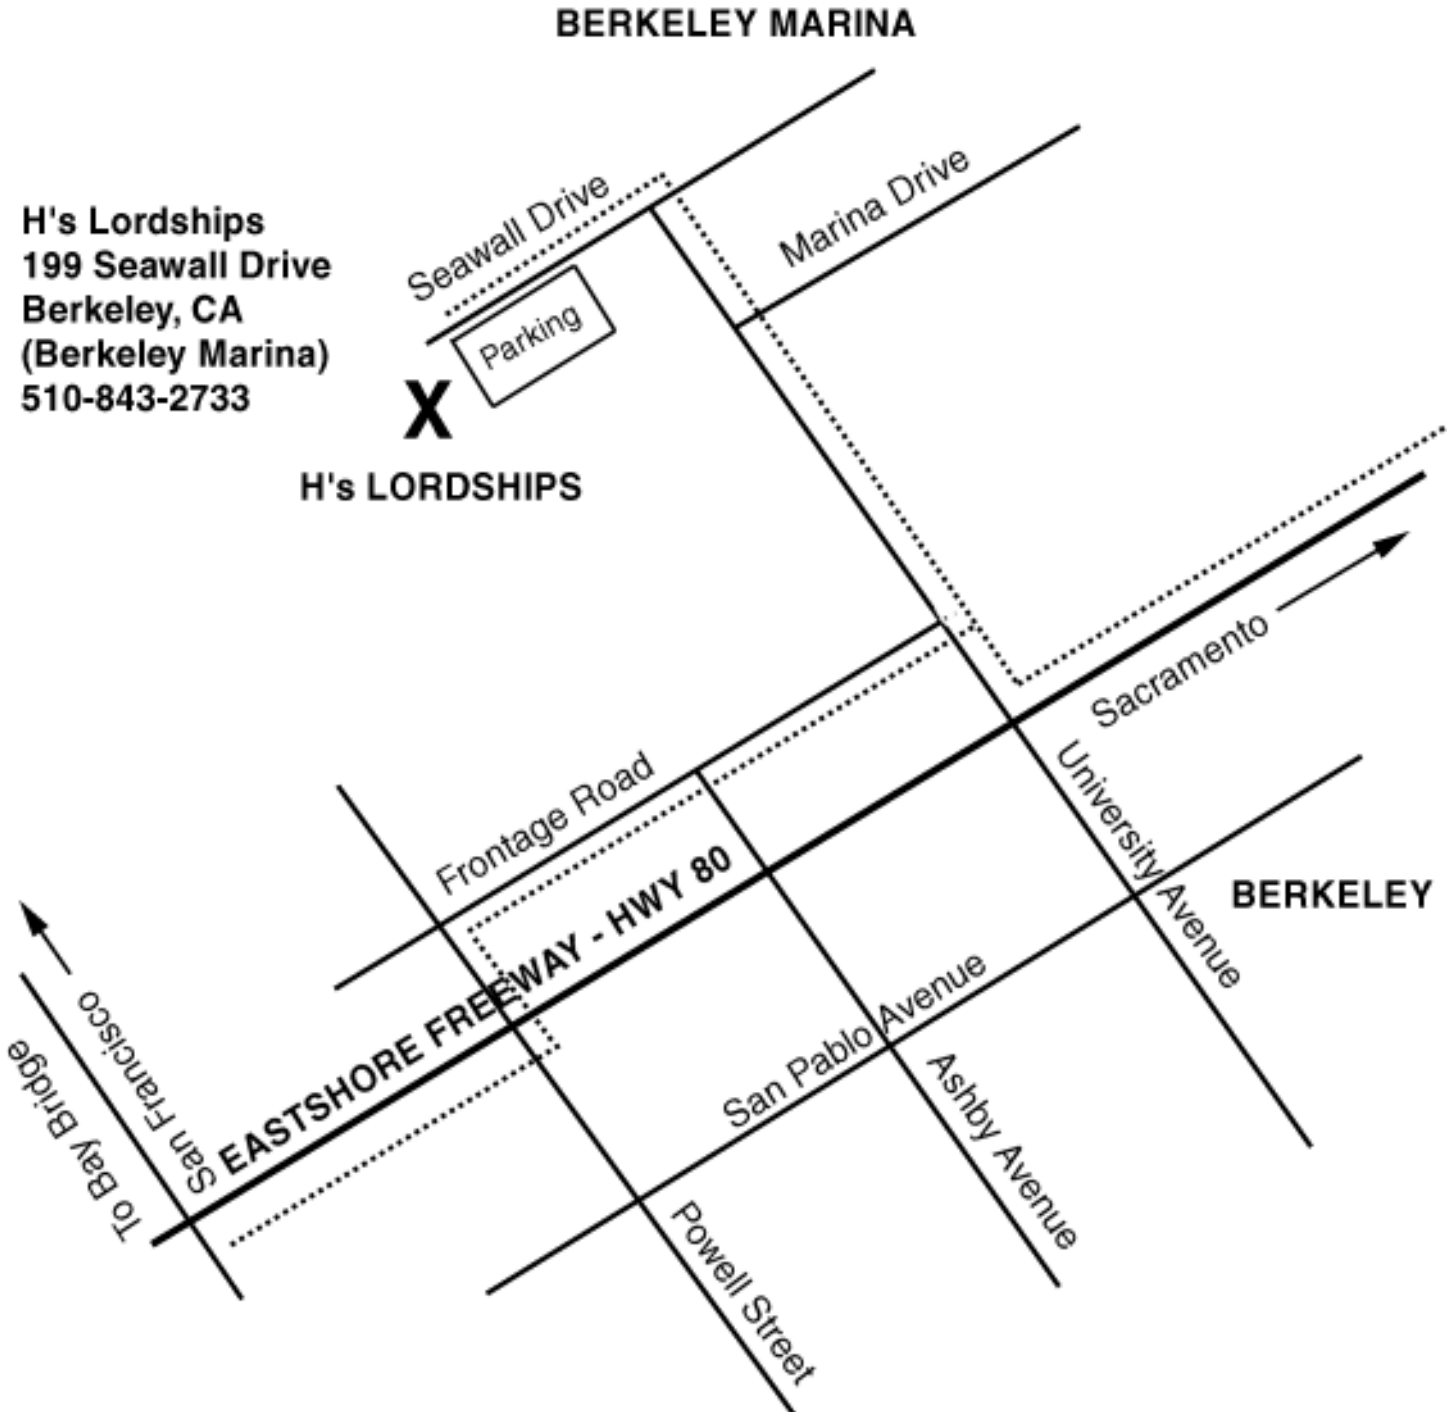 BERKELEY MARINA
H's Lordships
199 Seawall Drive
Berkeley, CA
(Berkeley Marina)
510-843-2733
Seawall Drive
Marina Drive
Parking
X
H's LORDSHIPS
Sacramento
Frontage Road
University Avenue
EASTSHORE FREEWAY - HWY 80
BERKELEY
San Francisco
To Bay Bridge
San Pablo Avenue
Ashby Avenue
Powell Street